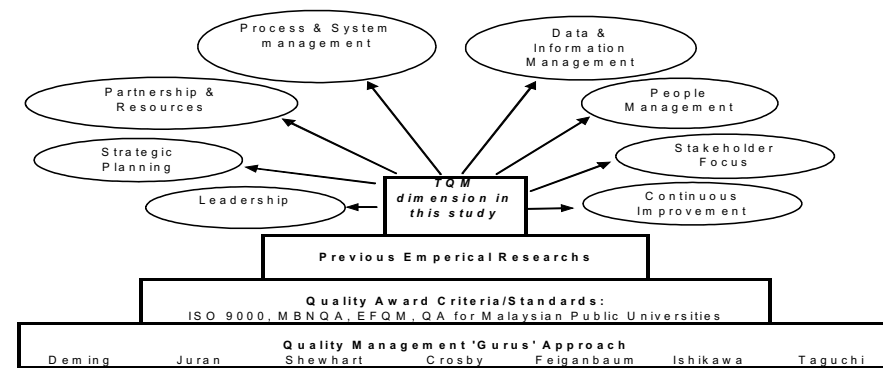 Process & System
management
Data &
Information
Management
Partnership &
Resources
People
Management
Strategic
Planning
Stakeholder
Focus
Leadership
Continuous
Improvement
TQM
dimension in
this study
Previous Emperical Researchs
Quality Award Criteria/Standards:
ISO 9000, MBNQA, EFQM, QA for Malaysian Public Universities
Quality Management 'Gurus' Approach
Deming Juran Shewhart Crosby Feiganbaum Ishikawa Taguchi